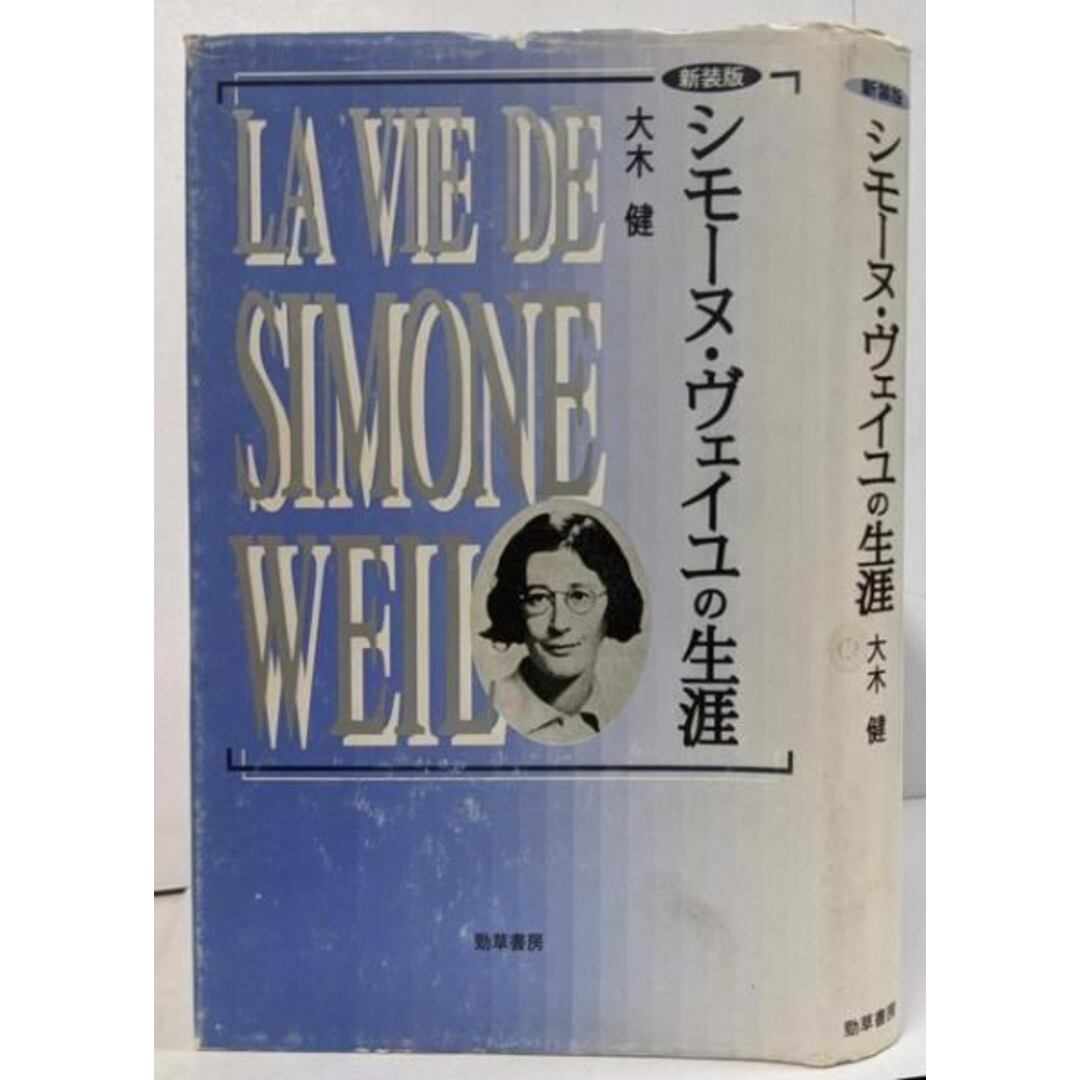 新装版
シモーヌ・ヴェイユの生涯
大木 健
LA VIE DE
SIMONE
WEIL
勁草書房
新装版
シモーヌ・ヴェイユの生涯
大木 健
勁草書房